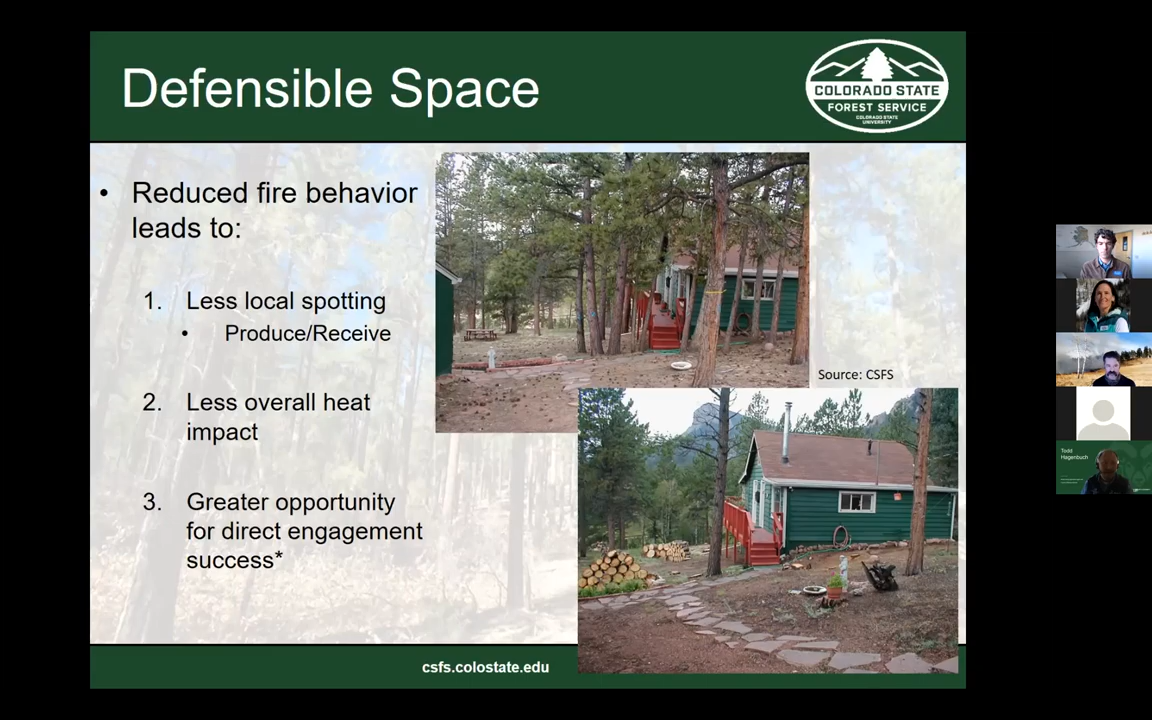 Defensible Space
COLORADO STATE
FOREST SERVICE
COLORADO STATE
UNIVERSITY
• Reduced fire behavior
leads to:
1. Less local spotting
• Produce/Receive
2. Less overall heat
impact
3. Greater opportunity
for direct engagement
success*
Source: CSFS
csfs.colostate.edu
Todd
Hagenbuch